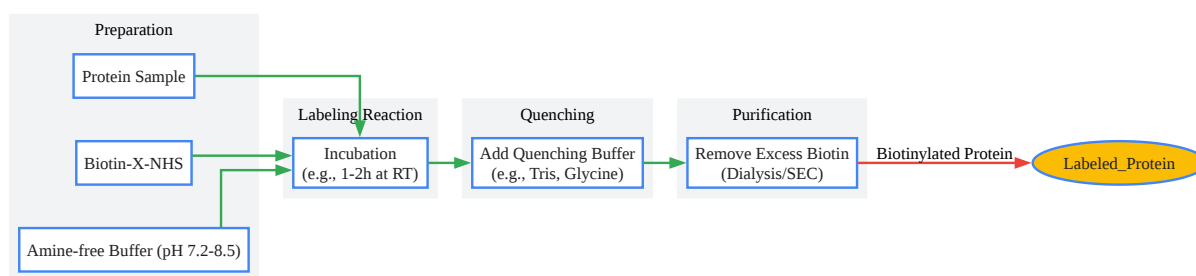 Preparation
Protein Sample
Biotin-X-NHS
Amine-free Buffer (pH 7.2-8.5)
Labeling Reaction
Incubation
(e.g., 1-2h at RT)
Quenching
Add Quenching Buffer
(e.g., Tris, Glycine)
Purification
Remove Excess Biotin
(Dialysis/SEC)
Biotinylated Protein
Labeled_Protein